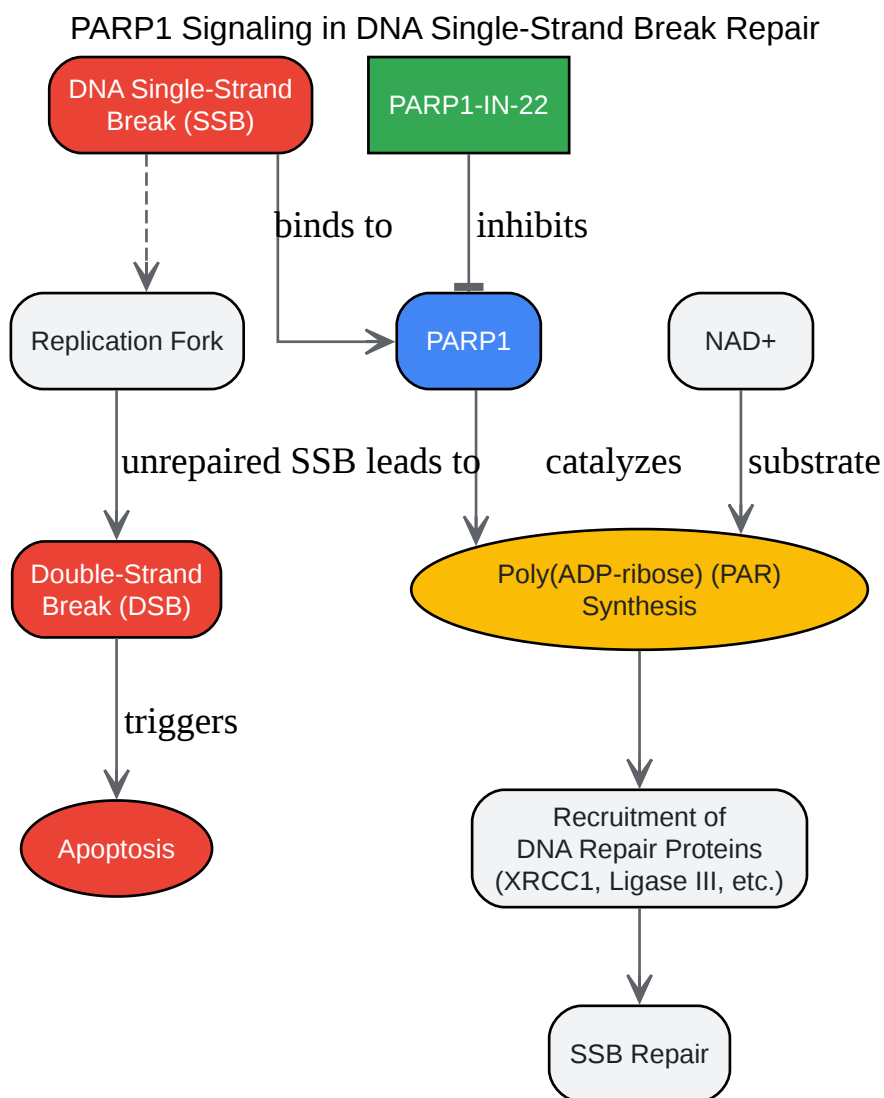 PARP1 Signaling in DNA Single-Strand Break Repair
DNA Single-Strand
Break (SSB)
PARP1-IN-22
binds to
inhibits
Replication Fork
PARP1
NAD+
unrepaired SSB leads to
catalyzes
substrate
Double-Strand
Break (DSB)
Poly(ADP-ribose) (PAR)
Synthesis
triggers
Apoptosis
Recruitment of
DNA Repair Proteins
(XRCC1, Ligase III, etc.)
SSB Repair